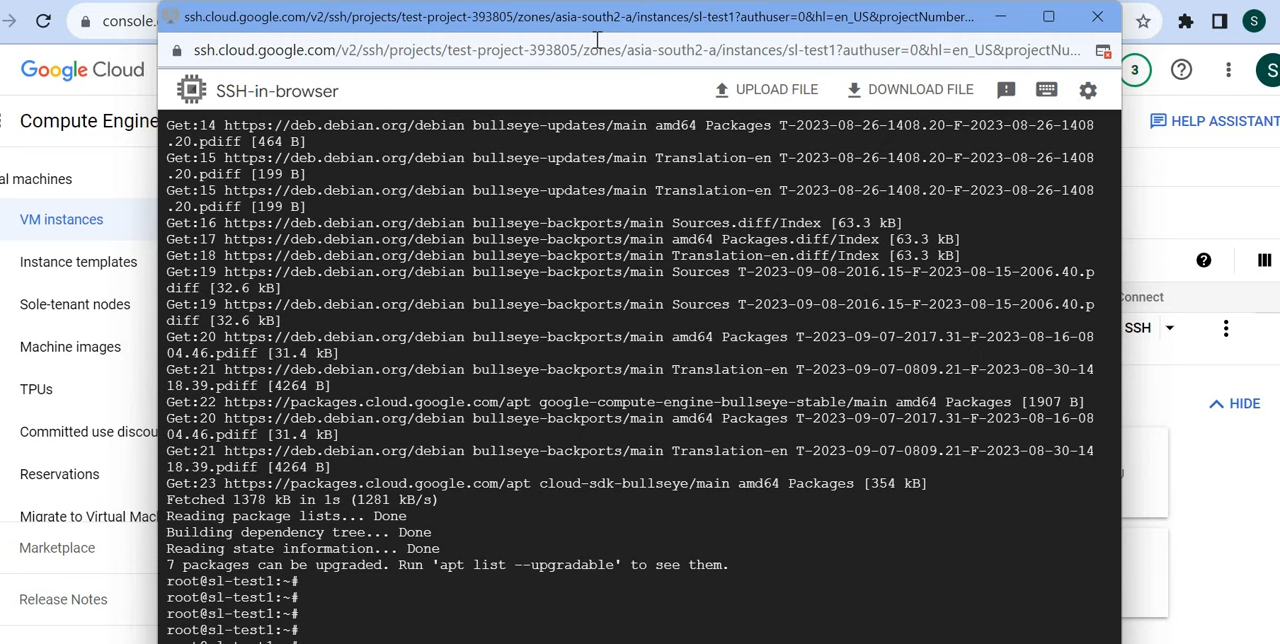 console.
ssh.cloud.google.com/v2/ssh/projects/test-project-393805/zones/asia-south2-a/instances/sl-test1?authuser=0&hl=en_US&projectNumber...
S
ssh.cloud.google.com/v2/ssh/projects/test-project-393805/zones/asia-south2-a/instances/sl-test1?authuser=0&hl=en_US&projectNu...
Google Cloud
3
S
SSH-in-browser
UPLOAD FILE
DOWNLOAD FILE
Compute Engine
HELP ASSISTANT
al machines
VM instances
Instance templates
Sole-tenant nodes
Machine images
TPUs
Committed use discou
Reservations
Migrate to Virtual Mac
Marketplace
Release Notes
Get:14 https://deb.debian.org/debian bullseye-updates/main amd64 Packages T-2023-08-26-1408.20-F-2023-08-26-1408
.20.pdiff [464 B]
Get:15 https://deb.debian.org/debian bullseye-updates/main Translation-en T-2023-08-26-1408.20-F-2023-08-26-1408
.20.pdiff [199 B]
Get:15 https://deb.debian.org/debian bullseye-updates/main Translation-en T-2023-08-26-1408.20-F-2023-08-26-1408
.20.pdiff [199 B]
Get:16 https://deb.debian.org/debian bullseye-backports/main Sources.diff/Index [63.3 kB]
Get:17 https://deb.debian.org/debian bullseye-backports/main amd64 Packages.diff/Index [63.3 kB]
Get:18 https://deb.debian.org/debian bullseye-backports/main Translation-en.diff/Index [63.3 kB]
Get:19 https://deb.debian.org/debian bullseye-backports/main Sources T-2023-09-08-2016.15-F-2023-08-15-2006.40.p
diff [32.6 kB]
Get:19 https://deb.debian.org/debian bullseye-backports/main Sources T-2023-09-08-2016.15-F-2023-08-15-2006.40.p
diff [32.6 kB]
Get:20 https://deb.debian.org/debian bullseye-backports/main amd64 Packages T-2023-09-07-2017.31-F-2023-08-16-08
04.46.pdiff [31.4 kB]
Get:21 https://deb.debian.org/debian bullseye-backports/main Translation-en T-2023-09-07-0809.21-F-2023-08-30-14
18.39.pdiff [4264 B]
Get:22 https://packages.cloud.google.com/apt google-compute-engine-bullseye-stable/main amd64 Packages [1907 B]
Get:20 https://deb.debian.org/debian bullseye-backports/main amd64 Packages T-2023-09-07-2017.31-F-2023-08-16-08
04.46.pdiff [31.4 kB]
Get:21 https://deb.debian.org/debian bullseye-backports/main Translation-en T-2023-09-07-0809.21-F-2023-08-30-14
18.39.pdiff [4264 B]
Get:23 https://packages.cloud.google.com/apt cloud-sdk-bullseye/main amd64 Packages [354 kB]
Fetched 1378 kB in 1s (1281 kB/s)
Reading package lists... Done
Building dependency tree... Done
Reading state information... Done
7 packages can be upgraded. Run 'apt list --upgradable' to see them.
root@sl-test1:~#
root@sl-test1:~#
root@sl-test1:~#
root@sl-test1:~#
Connect
SSH
HIDE